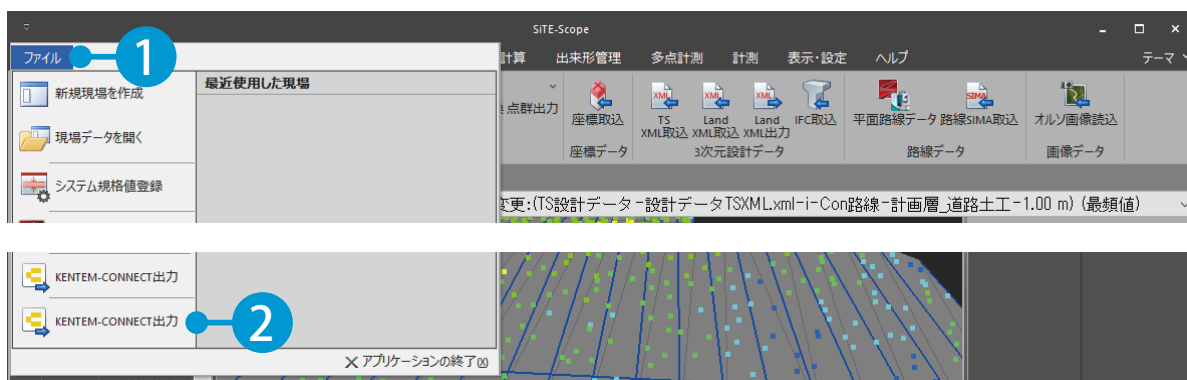 SiTE-Scope
ファイル
1
計算 出来形管理 多点計測 計測 表示・設定 ヘルプ テーマ
新規現場を作成
現場データを開く
システム規格値登録
最近使用した現場
点群出力
座標取込
TS
XML取込
Land
XML取込
Land
XML出力
IFC取込
平面路線データ
路線SIMA取込
オルソ画像読込
座標データ
3次元設計データ
路線データ
画像データ
変更:(TS設計データ-設計データTSXML.xml-i-Con路線-計画層_道路土工-1.00 m) (最頻値)
KENTEM-CONNECT出力
KENTEM-CONNECT出力
2
アプリケーションの終了(X)